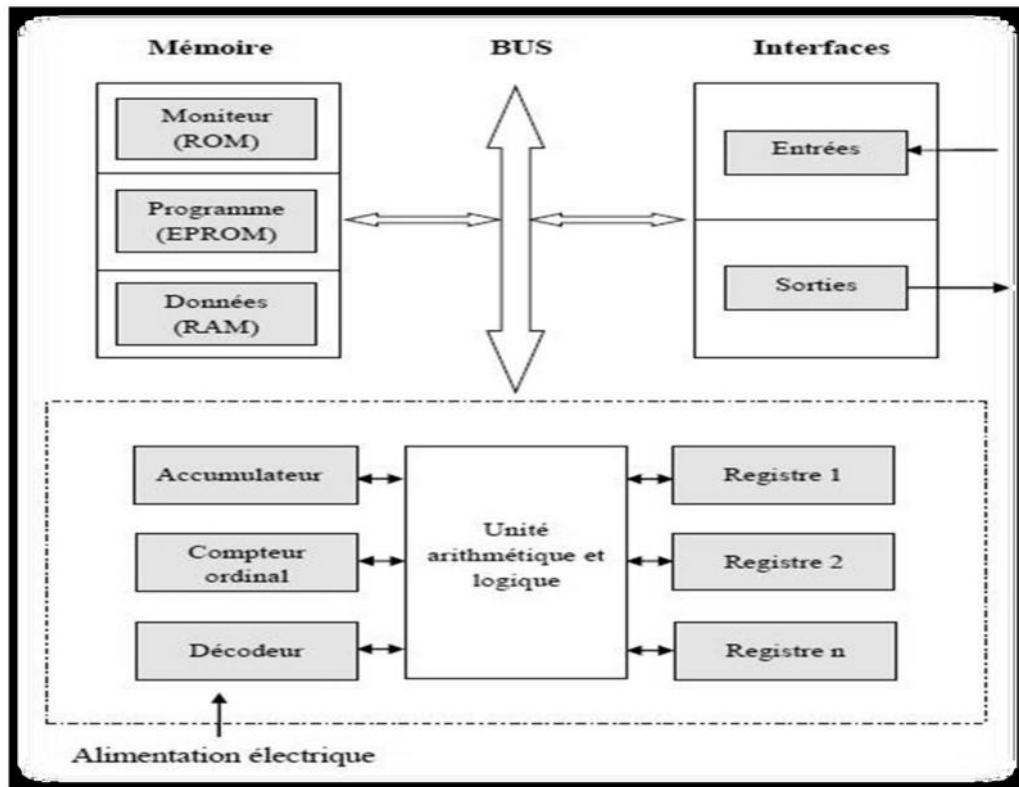 Mémoire
BUS
Interfaces
Moniteur
(ROM)
Programme
(EPROM)
Données
(RAM)
Entrées
Sorties
Accumulateur
Compteur
ordinal
Décodeur
Unité
arithmétique et
logique
Registre 1
Registre 2
Registre n
Alimentation électrique